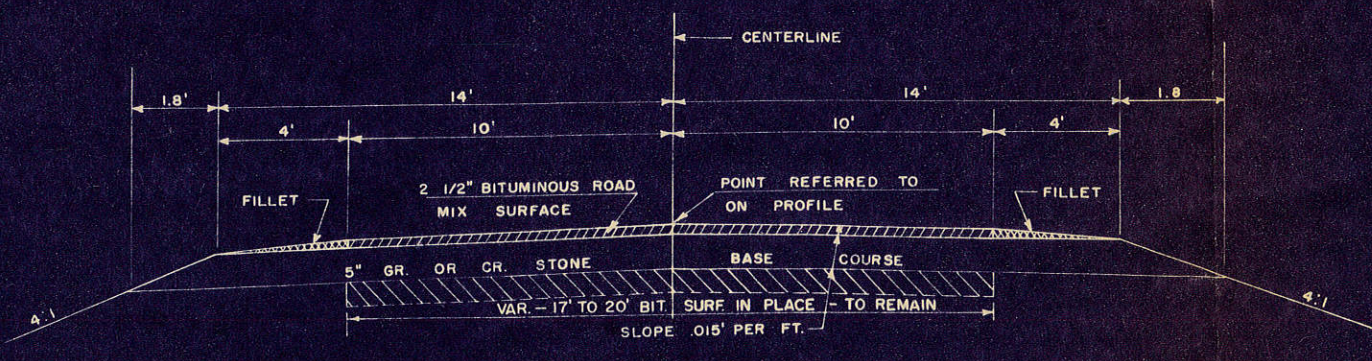 CENTERLINE
1.8'
14'
14'
1.8
4'
10'
10'
4'
FILLET
2 1/2" BITUMINOUS ROAD
MIX SURFACE
POINT REFERRED TO
ON PROFILE
FILLET
5" GR. OR CR. STONE BASE COURSE
4:1
VAR. - 17' TO 20' BIT. SURF. IN PLACE - TO REMAIN
4:1
SLOPE .015' PER FT.